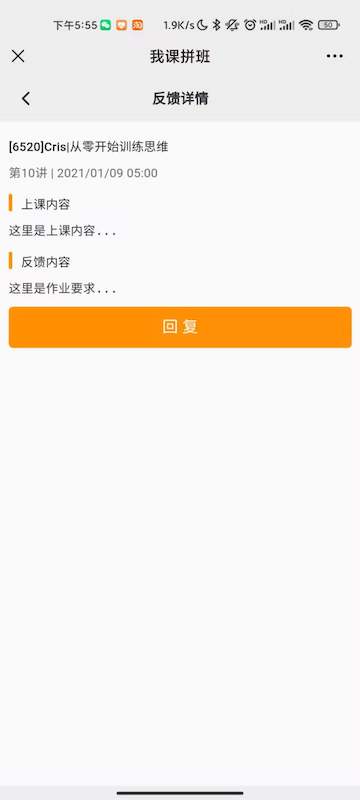 下午5:55
1.9K/s
HD
HD
50
我课拼班
反馈详情
[6520]Cris|从零开始训练思维
第10讲 | 2021/01/09 05:00
上课内容
这里是上课内容...
反馈内容
这里是作业要求...
回 复